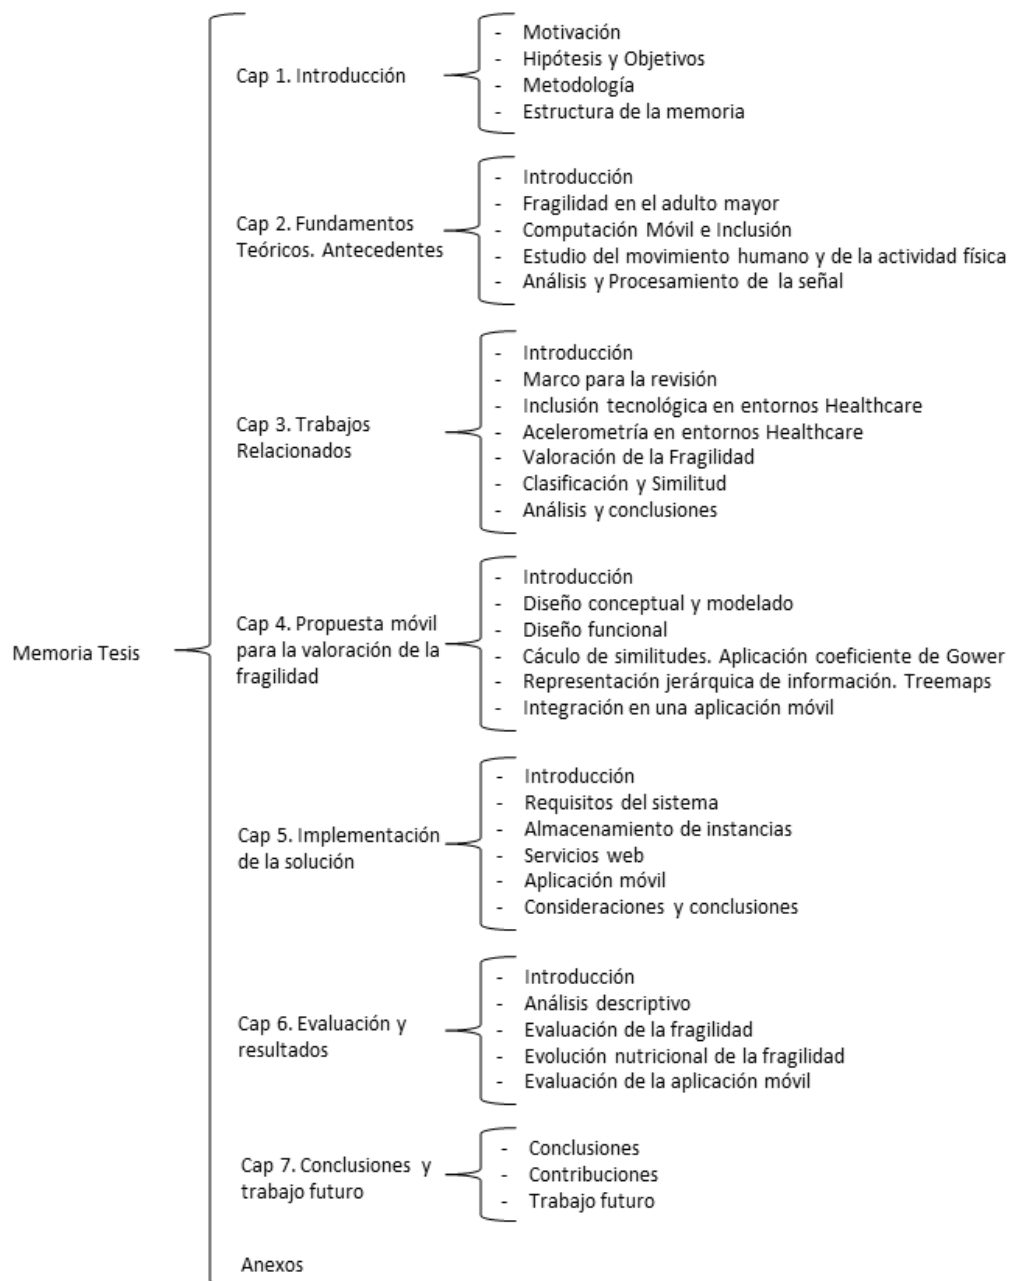 Memoria Tesis
Cap 1. Introducción
- Motivación
- Hipótesis y Objetivos
- Metodología
- Estructura de la memoria
Cap 2. Fundamentos
Teóricos. Antecedentes
- Introducción
- Fragilidad en el adulto mayor
- Computación Móvil e Inclusión
- Estudio del movimiento humano y de la actividad física
- Análisis y Procesamiento de la señal
Cap 3. Trabajos
Relacionados
- Introducción
- Marco para la revisión
- Inclusión tecnológica en entornos Healthcare
- Acelerometría en entornos Healthcare
- Valoración de la Fragilidad
- Clasificación y Similitud
- Análisis y conclusiones
Cap 4. Propuesta móvil
para la valoración de la
fragilidad
- Introducción
- Diseño conceptual y modelado
- Diseño funcional
- Cáculo de similitudes. Aplicación coeficiente de Gower
- Representación jerárquica de información. Treemaps
- Integración en una aplicación móvil
Cap 5. Implementación
de la solución
- Introducción
- Requisitos del sistema
- Almacenamiento de instancias
- Servicios web
- Aplicación móvil
- Consideraciones y conclusiones
Cap 6. Evaluación y
resultados
- Introducción
- Análisis descriptivo
- Evaluación de la fragilidad
- Evolución nutricional de la fragilidad
- Evaluación de la aplicación móvil
Cap 7. Conclusiones y
trabajo futuro
- Conclusiones
- Contribuciones
- Trabajo futuro
Anexos